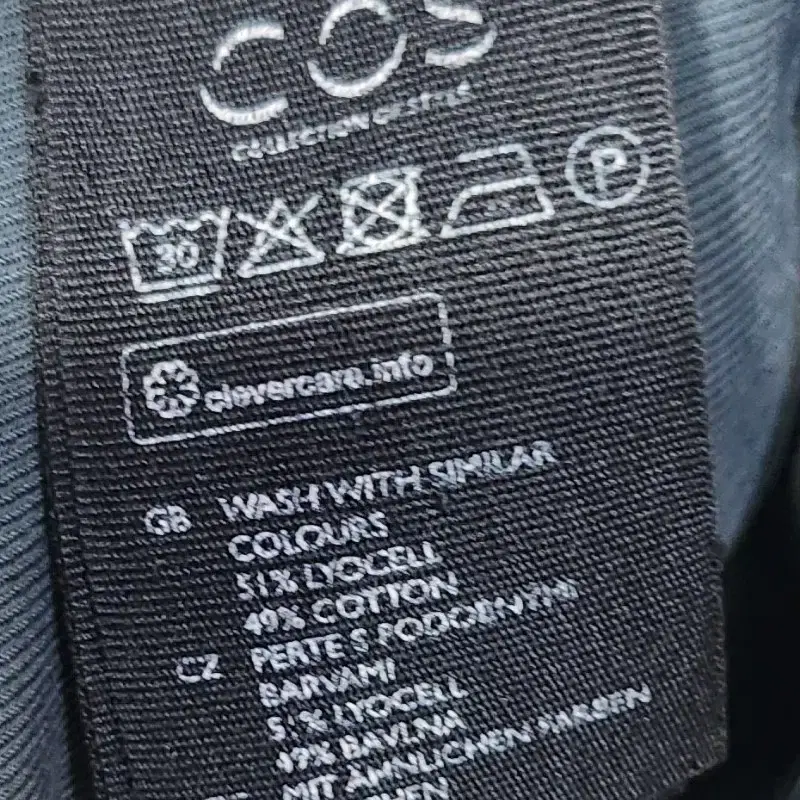 COS
COLLECTION OF STYLE
30
P
clevercare.info
GB WASH WITH SIMILAR
COLOURS
51% LYOCELL
49% COTTON
CZ PERTE S PODOBNÝMI
BARVAMI
51% LYOCELL
49% BAVLNA
MIT ÄHNLICHEN FARBEN